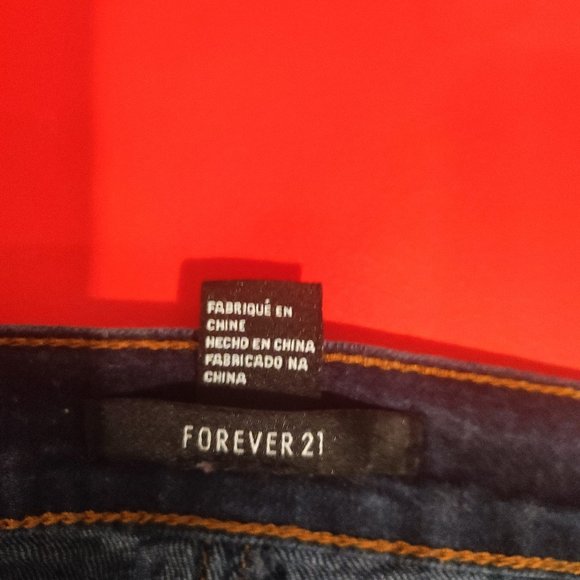 FABRIQUÉ EN
CHINE
HECHO EN CHINA
FABRICADO NA
CHINA
FOREVER 21